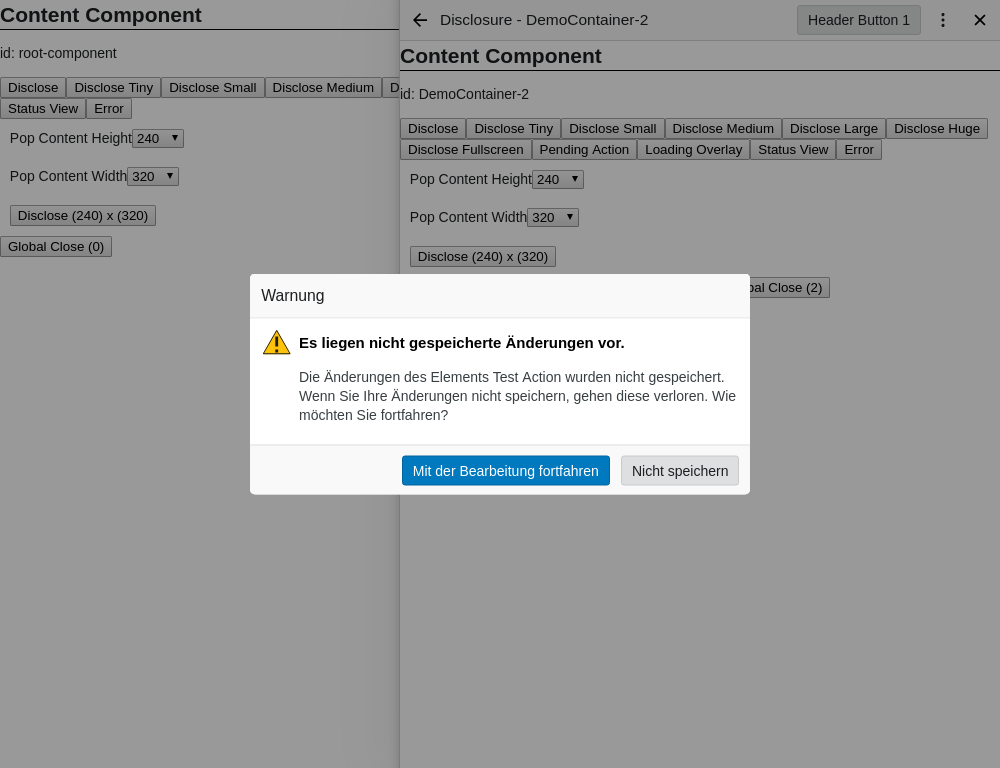 Content Component
id: root-component
Disclose Disclose Tiny Disclose Small Disclose Medium D
Status View Error
Pop Content Height 240
Pop Content Width 320
Disclose (240) x (320)
Global Close (0)
Disclosure - DemoContainer-2 Header Button 1
Content Component
id: DemoContainer-2
Disclose Disclose Tiny Disclose Small Disclose Medium Disclose Large Disclose Huge
Disclose Fullscreen Pending Action Loading Overlay Status View Error
Pop Content Height 240
Pop Content Width 320
Disclose (240) x (320)
bal Close (2)
Warnung
Es liegen nicht gespeicherte Änderungen vor.
Die Änderungen des Elements Test Action wurden nicht gespeichert.
Wenn Sie Ihre Änderungen nicht speichern, gehen diese verloren. Wie
möchten Sie fortfahren?
Mit der Bearbeitung fortfahren Nicht speichern